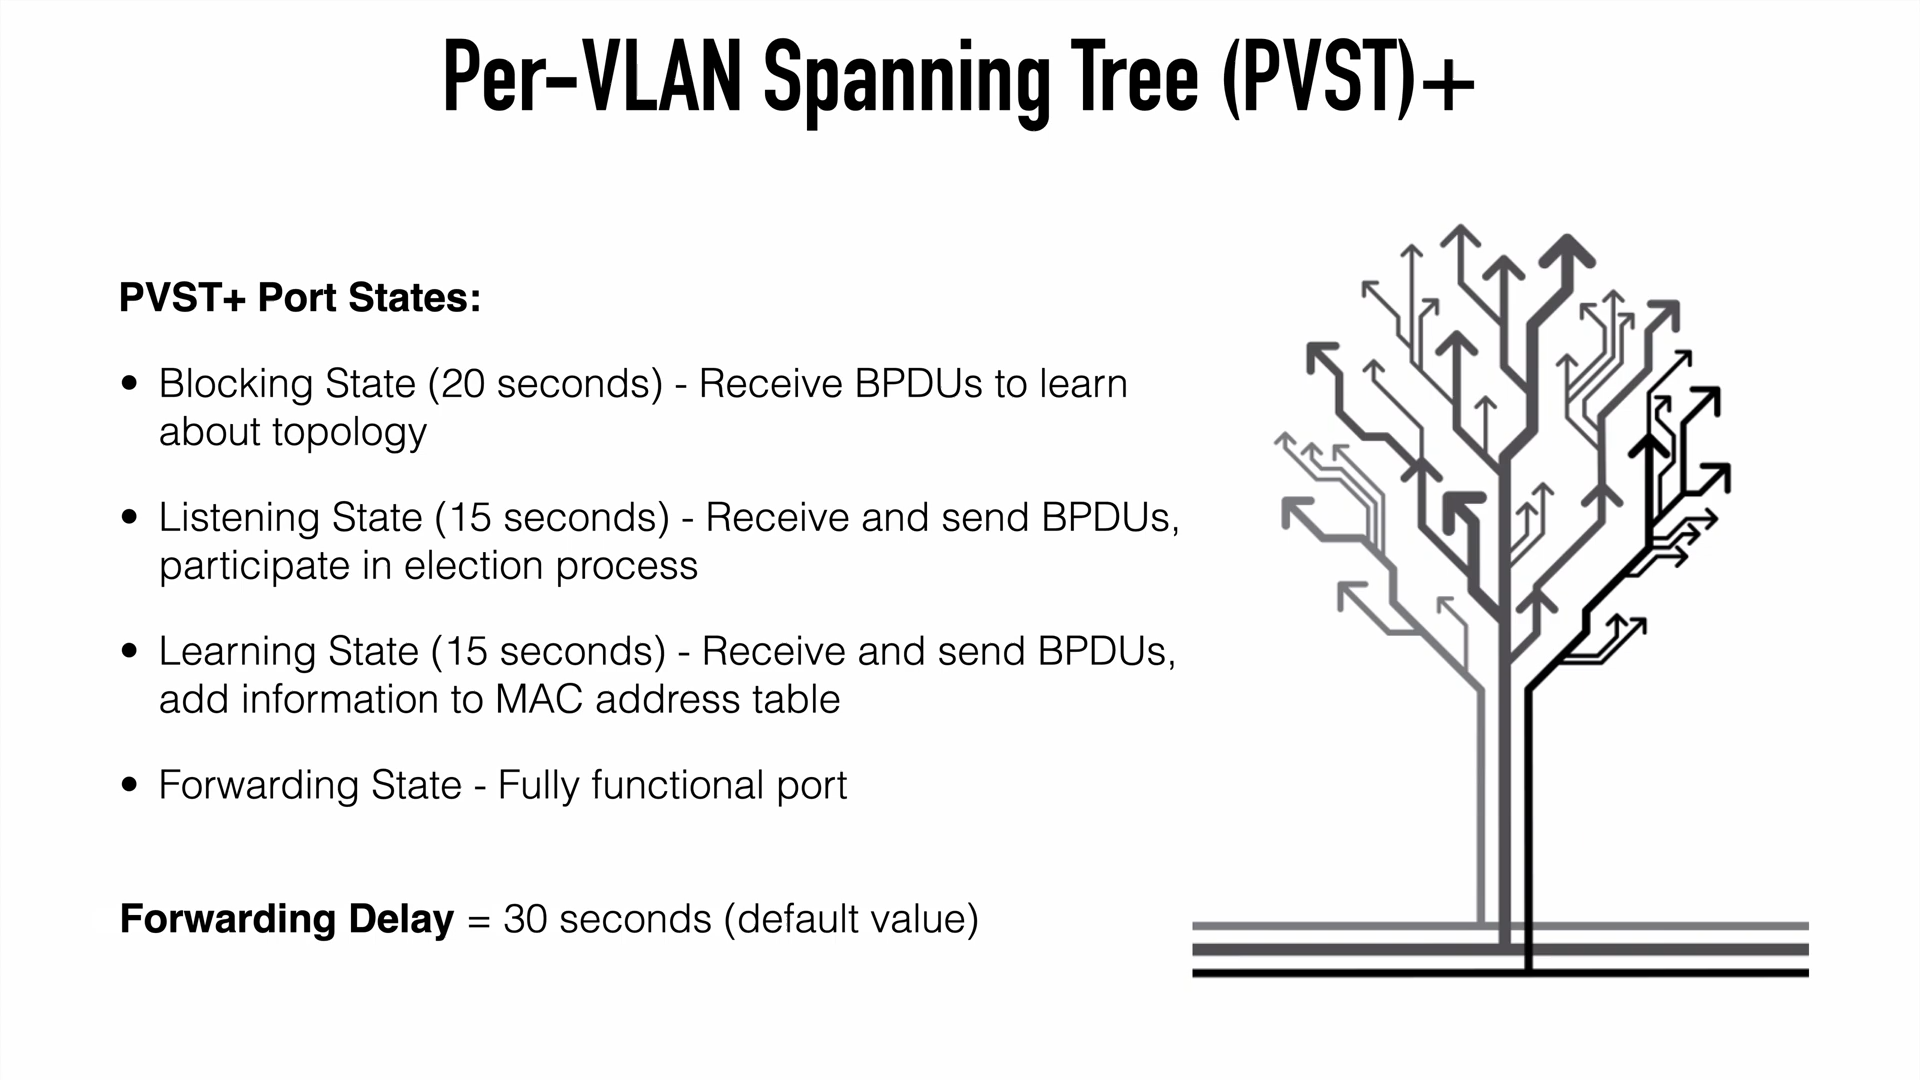 Per-VLAN Spanning Tree (PVST)+
PVST+ Port States:
• Blocking State (20 seconds) - Receive BPDUs to learn
about topology
• Listening State (15 seconds) - Receive and send BPDUs,
participate in election process
• Learning State (15 seconds) - Receive and send BPDUs,
add information to MAC address table
• Forwarding State - Fully functional port
Forwarding Delay = 30 seconds (default value)